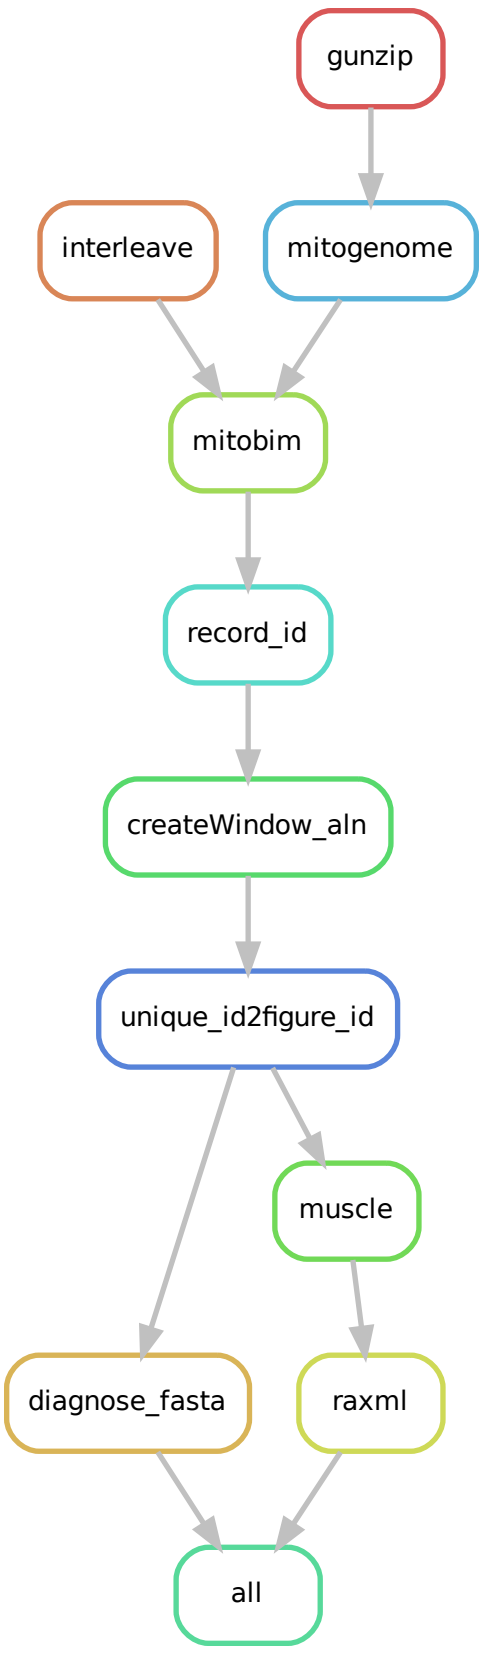 gunzip
interleave
mitogenome
mitobim
record_id
createWindow_aln
unique_id2figure_id
muscle
diagnose_fasta
raxml
all